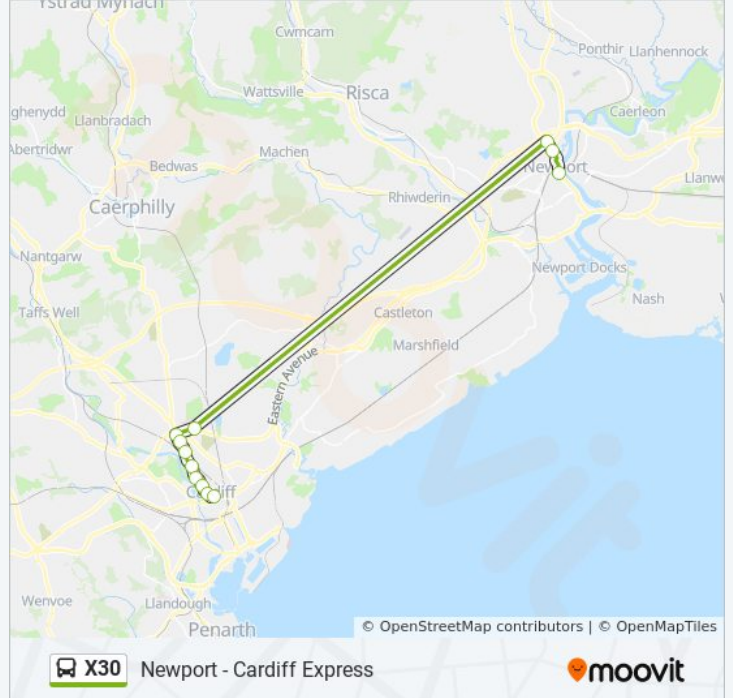 Ystrad Mynach
Cwmcarn
Ponthir Llanhennock
Wattsville Risca
ghenydd
Llanbradach
Caerleon
Abertridwr
Bedwas Machen
Newport
Llanw
Rhiwderin
Caerphilly
Nantgarw
Newport Docks
Taffs Well
Castleton
Nash
Marshfield
Eastern Avenue
Cardiff
Wenvoe
Llandough
Penarth
© OpenStreetMap contributors | © OpenMapTiles
X30 Newport - Cardiff Express
moovit